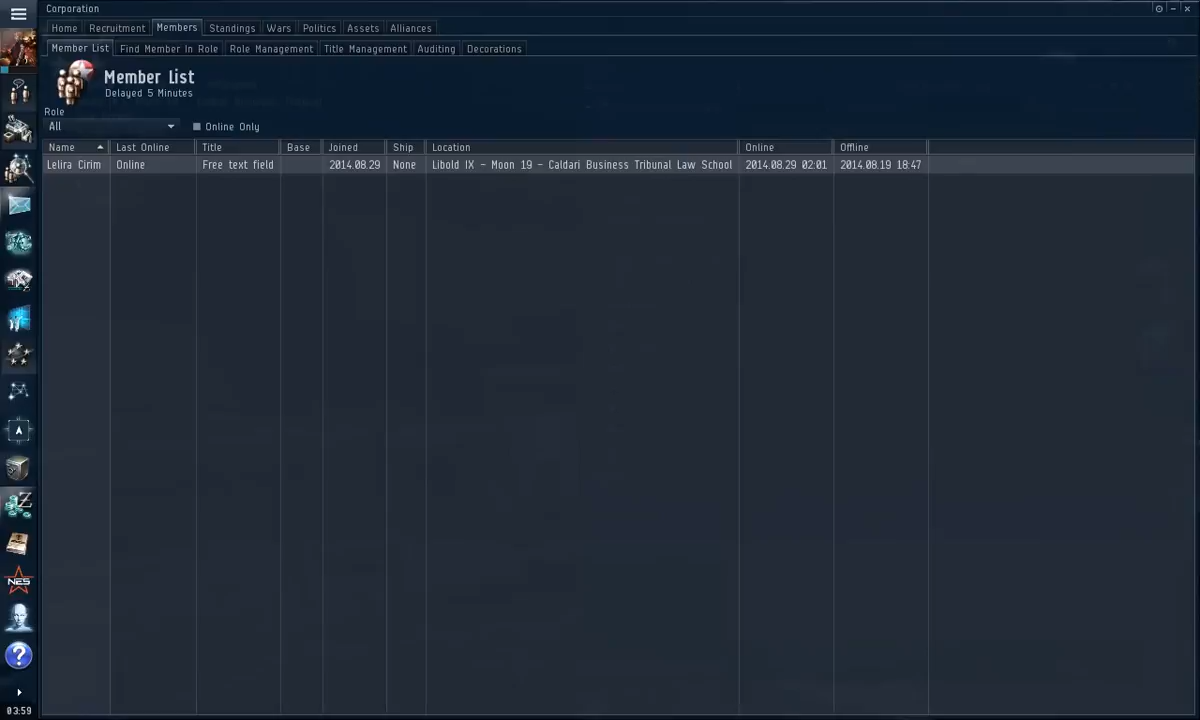 Corporation
Home Recruitment Members Standings Wars Politics Assets Alliances
Member List Find Member In Role Role Management Title Management Auditing Decorations
Member List
Delayed 5 Minutes
Role
All Online Only
Name Last Online Title Base Joined Ship Location Online Offline
Lelira Cirim Online Free text field 2014.08.29 None Libold IX - Moon 19 - Caldari Business Tribunal Law School 2014.08.29 02:01 2014.08.19 18:47
Z
NES
?
03:59